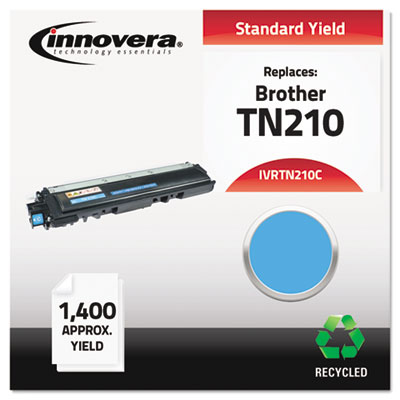 innovera
technology essentials
Standard Yield
Replaces:
Brother
TN210
IVRTN210C
1,400
APPROX.
YIELD
RECYCLED